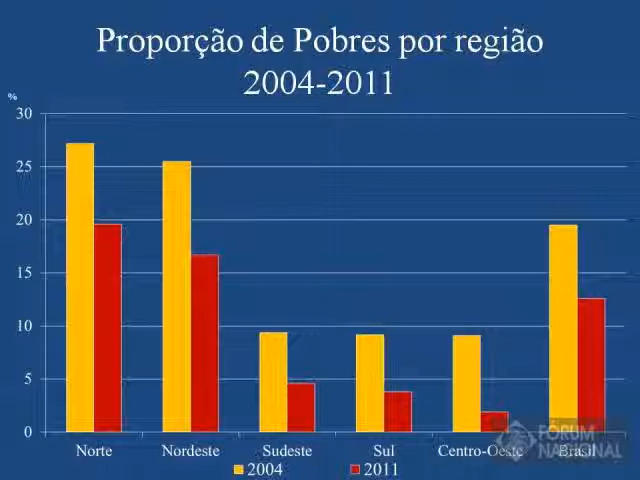 Proporção de Pobres por região
2004-2011
%
30
25
20
15
10
5
0
Norte
Nordeste
Sudeste
Sul
Centro-Oeste
Brasil
2004
2011
FÓRUM
NACIONAL